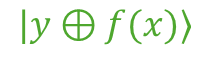 |y ⊕ f(x)⟩